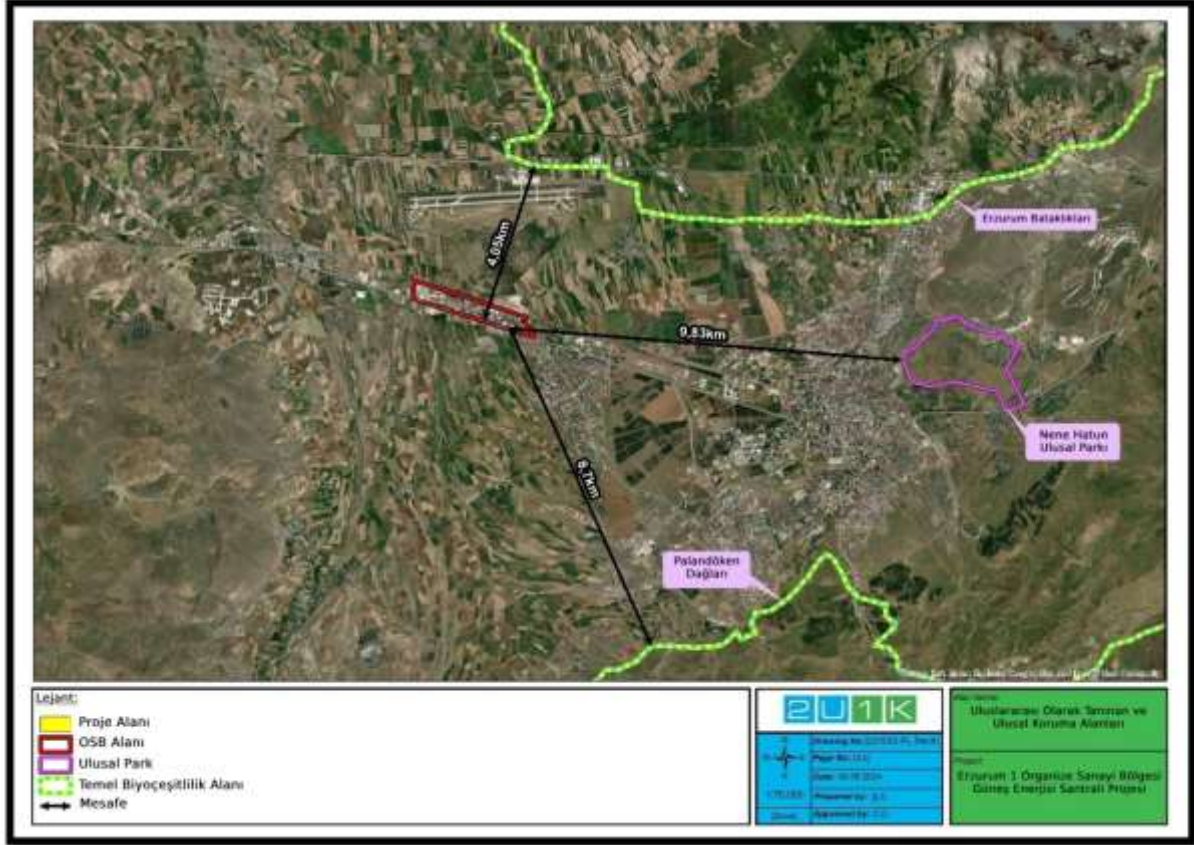 4,05km
Erzurum Bataklıkları
9,83km
Nene Hatun
Ulusal Parkı
8,7km
Palandöken
Dağları
Lejant:
Proje Alanı
OSB Alanı
Ulusal Park
Temel Biyoçeşitlilik Alanı
Mesafe
2U1K
Uluslararası Olarak Tanınan ve
Ulusal Koruma Alanları
Erzurum 1 Organize Sanayi Bölgesi
Güneş Enerjisi Santrali Projesi